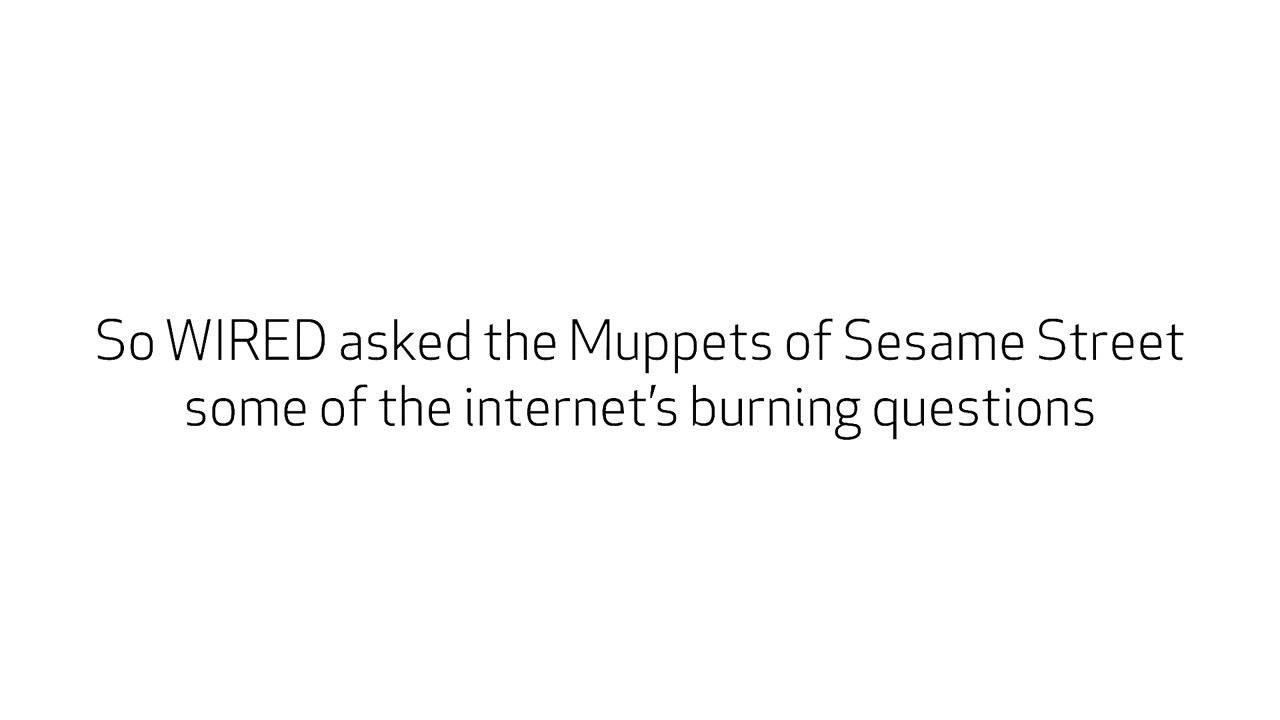 So WIRED asked the Muppets of Sesame Street
some of the internet's burning questions